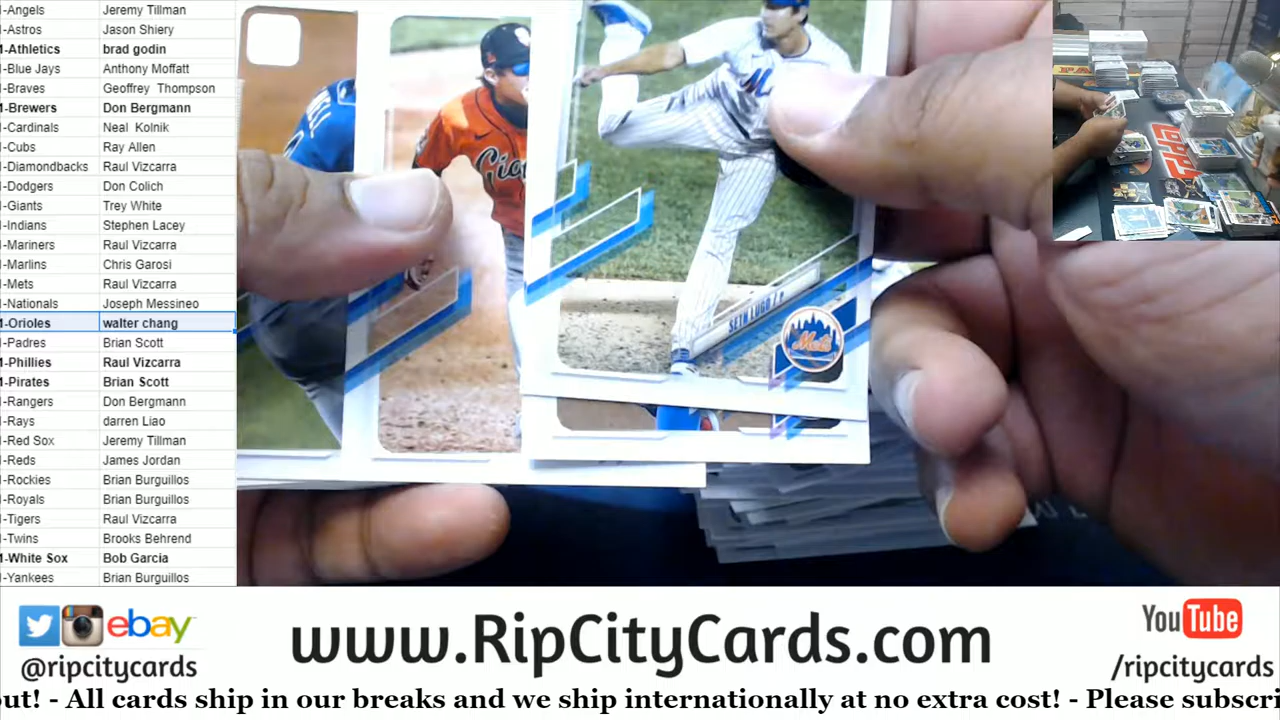 I-Angels Jeremy Tillman
I-Astros Jason Shiery
I-Athletics brad godin
I-Blue Jays Anthony Moffatt
I-Braves Geoffrey Thompson
I-Brewers Don Bergmann
I-Cardinals Neal Kolnik
I-Cubs Ray Allen
I-Diamondbacks Raul Vizcarra
I-Dodgers Don Colich
I-Giants Trey White
I-Indians Stephen Lacey
I-Mariners Raul Vizcarra
I-Marlins Chris Garosi
I-Mets Raul Vizcarra
I-Nationals Joseph Messineo
I-Orioles walter chang
I-Padres Brian Scott
I-Phillies Raul Vizcarra
I-Pirates Brian Scott
I-Rangers Don Bergmann
I-Rays darren Liao
I-Red Sox Jeremy Tillman
I-Reds James Jordan
I-Rockies Brian Burguillos
I-Royals Brian Burguillos
I-Tigers Raul Vizcarra
I-Twins Brooks Behrend
I-White Sox Bob Garcia
I-Yankees Brian Burguillos
SETH LUGO / P
Mets
TOPPS
ebay
@ripcitycards
www.RipCityCards.com
YouTube
/ripcitycards
out! - All cards ship in our breaks and we ship internationally at no extra cost! - Please subscri